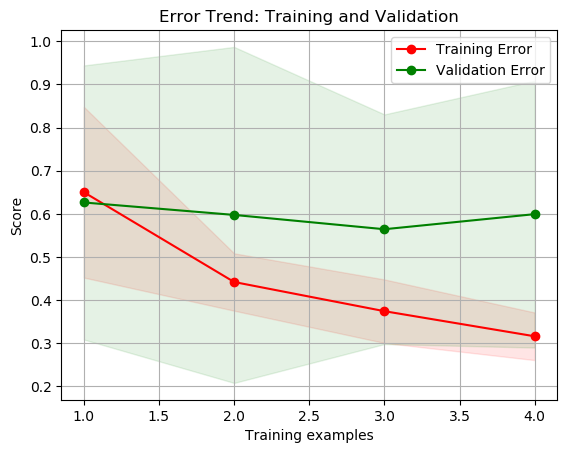 Error Trend: Training and Validation
Training Error
Validation Error
1.0
0.9
0.8
0.7
0.6
0.5
0.4
0.3
0.2
Score
1.0 1.5 2.0 2.5 3.0 3.5 4.0
Training examples